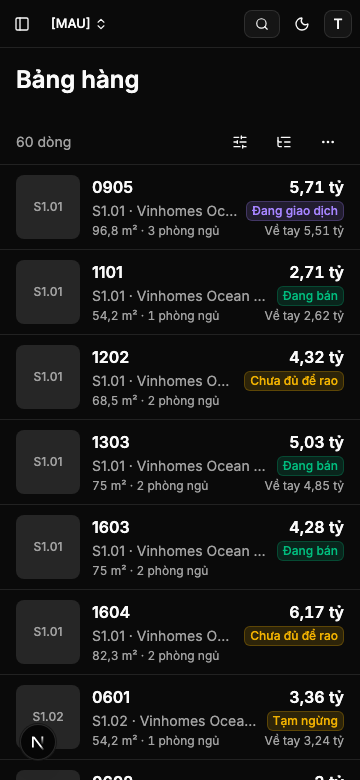 [MAU]
T
Bảng hàng
60 dòng
S1.01
0905
5,71 tỷ
S1.01 · Vinhomes Oc...
Đang giao dịch
96,8 m² · 3 phòng ngủ
Về tay 5,51 tỷ
S1.01
1101
2,71 tỷ
S1.01 · Vinhomes Ocean ...
Đang bán
54,2 m² · 1 phòng ngủ
Về tay 2,62 tỷ
S1.01
1202
4,32 tỷ
S1.01 · Vinhomes O...
Chưa đủ để rao
68,5 m² · 2 phòng ngủ
S1.01
1303
5,03 tỷ
S1.01 · Vinhomes Ocean ...
Đang bán
75 m² · 2 phòng ngủ
Về tay 4,85 tỷ
S1.01
1603
4,28 tỷ
S1.01 · Vinhomes Ocean ...
Đang bán
75 m² · 2 phòng ngủ
S1.01
1604
6,17 tỷ
S1.01 · Vinhomes O...
Chưa đủ để rao
82,3 m² · 2 phòng ngủ
S1.02
0601
3,36 tỷ
S1.02 · Vinhomes Ocea...
Tạm ngừng
54,2 m² · 1 phòng ngủ
Về tay 3,24 tỷ
N